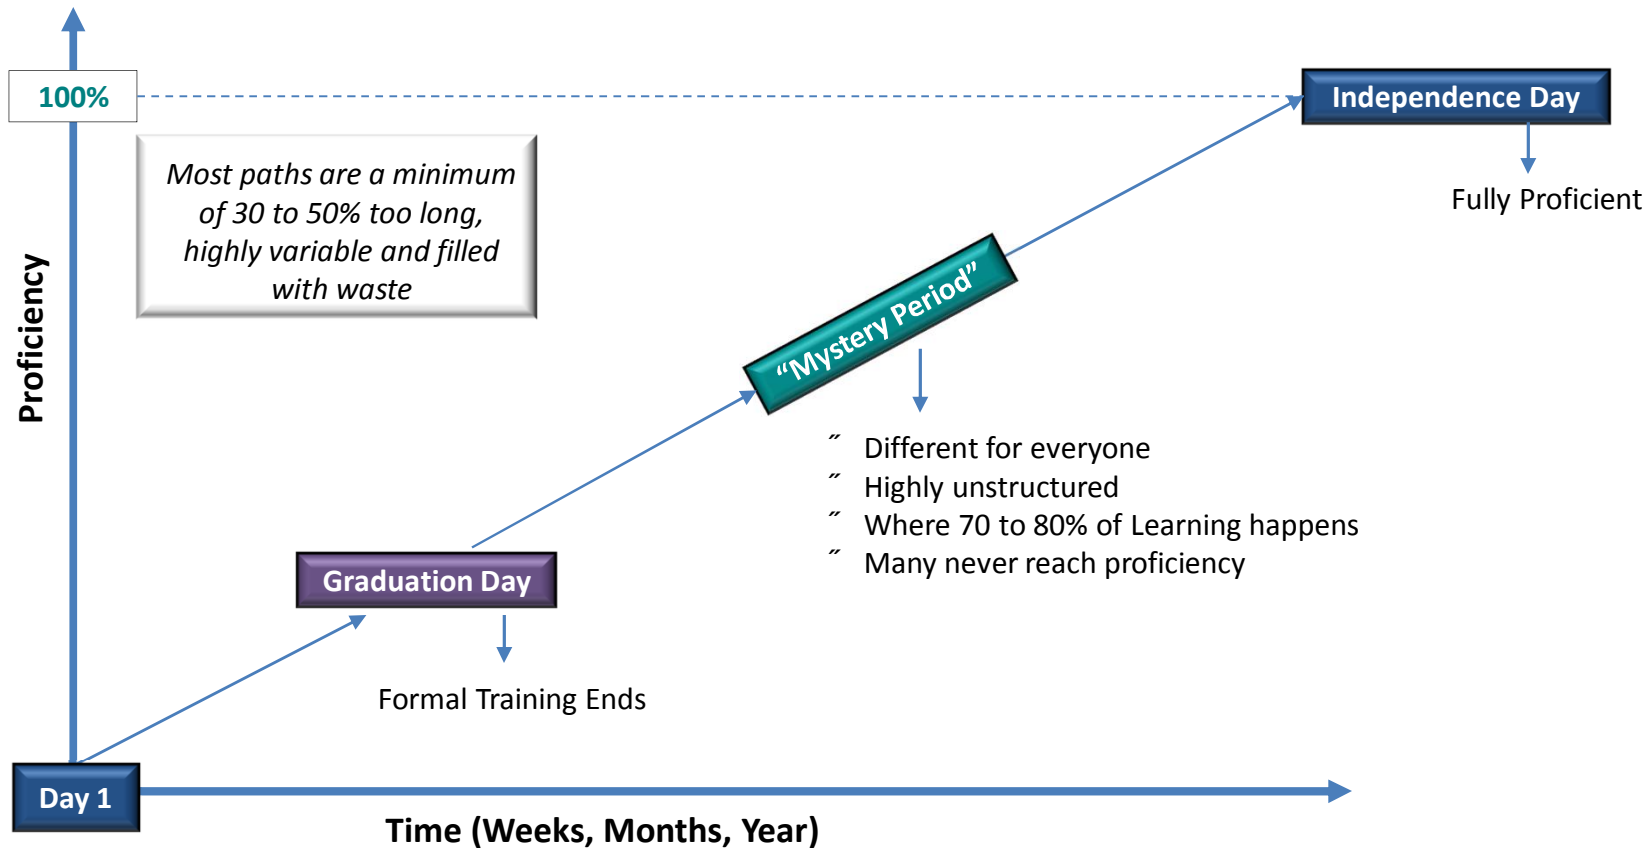 100%
Independence Day
Most paths are a minimum
of 30 to 50% too long,
highly variable and filled
with waste
Fully Proficient
Proficiency
“Mystery Period”
˝ Different for everyone
˝ Highly unstructured
˝ Where 70 to 80% of Learning happens
˝ Many never reach proficiency
Graduation Day
Formal Training Ends
Day 1
Time (Weeks, Months, Year)